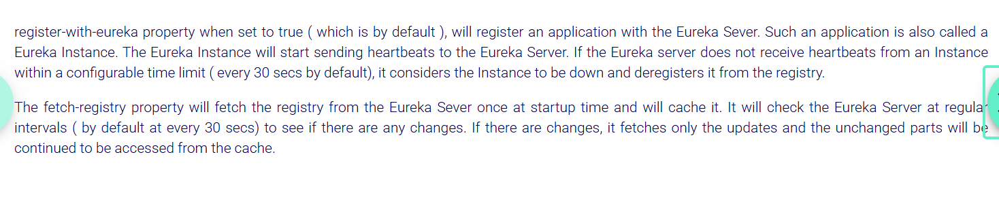 register-with-eureka property when set to true ( which is by default ), will register an application with the Eureka Sever. Such an application is also called a
Eureka Instance. The Eureka Instance will start sending heartbeats to the Eureka Server. If the Eureka server does not receive heartbeats from an Instance
within a configurable time limit ( every 30 secs by default), it considers the Instance to be down and deregisters it from the registry.
The fetch-registry property will fetch the registry from the Eureka Sever once at startup time and will cache it. It will check the Eureka Server at regular
intervals ( by default at every 30 secs) to see if there are any changes. If there are changes, it fetches only the updates and the unchanged parts will be
continued to be accessed from the cache.